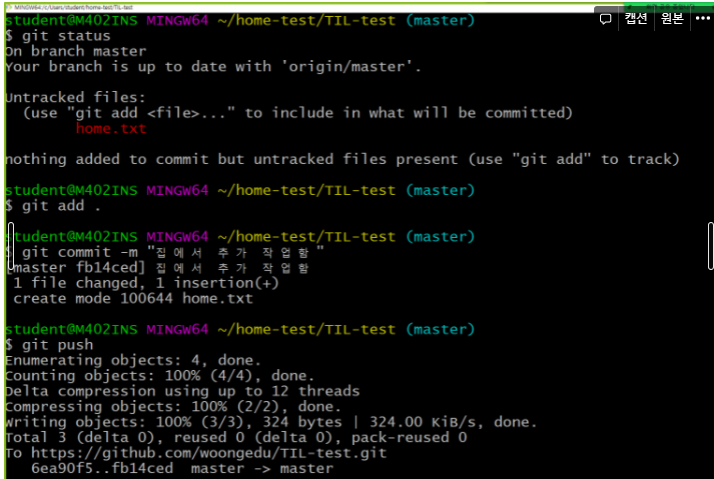 MINGW64:/c/Users/student/home-test/TIL-test
student@M402INS MINGW64 ~/home-test/TIL-test (master)
캡션 원본
$ git status
On branch master
Your branch is up to date with 'origin/master'.
Untracked files:
(use "git add <file>..." to include in what will be committed)
home.txt
nothing added to commit but untracked files present (use "git add" to track)
student@M402INS MINGW64 ~/home-test/TIL-test (master)
$ git add .
student@M402INS MINGW64 ~/home-test/TIL-test (master)
$ git commit -m "집에서 추가 작업함"
[master fb14ced] 집에서 추가 작업함
1 file changed, 1 insertion(+)
create mode 100644 home.txt
student@M402INS MINGW64 ~/home-test/TIL-test (master)
$ git push
Enumerating objects: 4, done.
Counting objects: 100% (4/4), done.
Delta compression using up to 12 threads
Compressing objects: 100% (2/2), done.
Writing objects: 100% (3/3), 324 bytes | 324.00 KiB/s, done.
Total 3 (delta 0), reused 0 (delta 0), pack-reused 0
To https://github.com/woongedu/TIL-test.git
6ea90f5..fb14ced master -> master